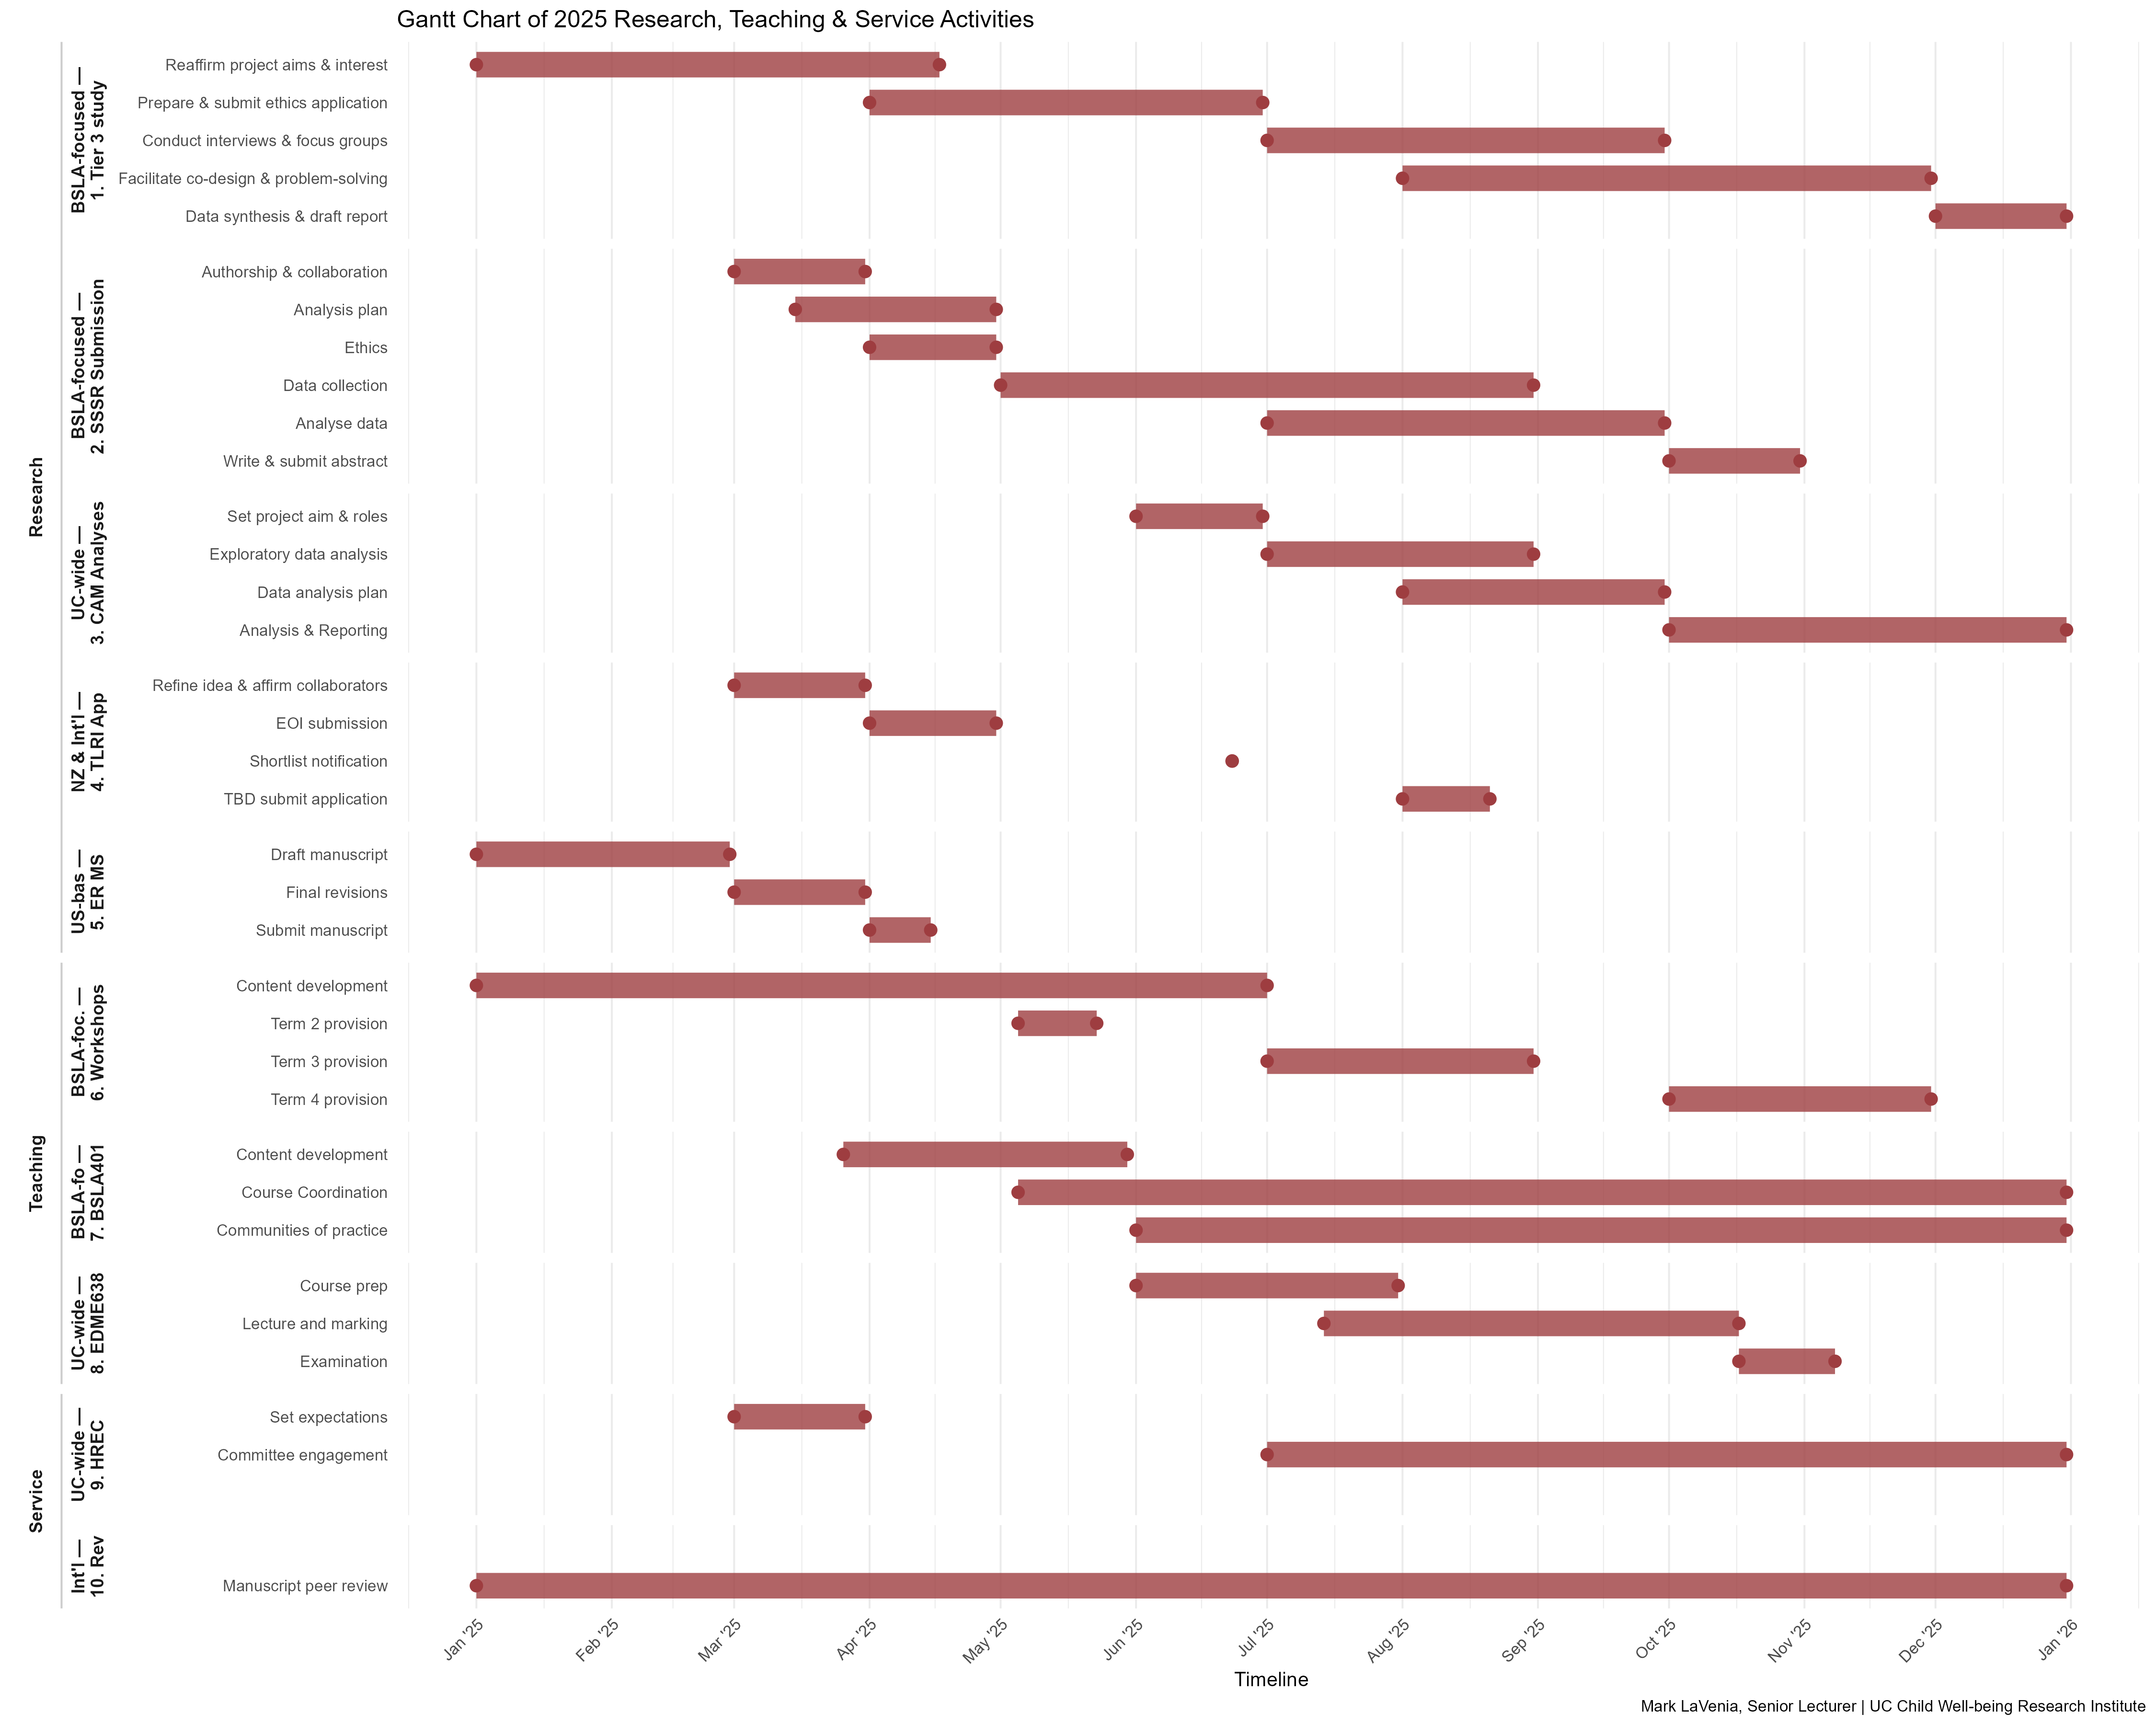 Gantt Chart of 2025 Research, Teaching & Service Activities
Research
BSLA-focused —
1. Tier 3 study
Reaffirm project aims & interest
Prepare & submit ethics application
Conduct interviews & focus groups
Facilitate co-design & problem-solving
Data synthesis & draft report
BSLA-focused —
2. SSSR Submission
Authorship & collaboration
Analysis plan
Ethics
Data collection
Analyse data
Write & submit abstract
UC-wide —
3. CAM Analyses
Set project aim & roles
Exploratory data analysis
Data analysis plan
Analysis & Reporting
NZ & Int'l —
4. TLRI App
Refine idea & affirm collaborators
EOI submission
Shortlist notification
TBD submit application
US-bas —
5. ER MS
Draft manuscript
Final revisions
Submit manuscript
Teaching
BSLA-foc. —
6. Workshops
Content development
Term 2 provision
Term 3 provision
Term 4 provision
BSLA-fo —
7. BSLA401
Content development
Course Coordination
Communities of practice
UC-wide —
8. EDME638
Course prep
Lecture and marking
Examination
Service
UC-wide —
9. HREC
Set expectations
Committee engagement
Int'l —
10. Rev
Manuscript peer review
Jan '25
Feb '25
Mar '25
Apr '25
May '25
Jun '25
Jul '25
Aug '25
Sep '25
Oct '25
Nov '25
Dec '25
Jan '26
Timeline
Mark LaVenia, Senior Lecturer | UC Child Well-being Research Institute